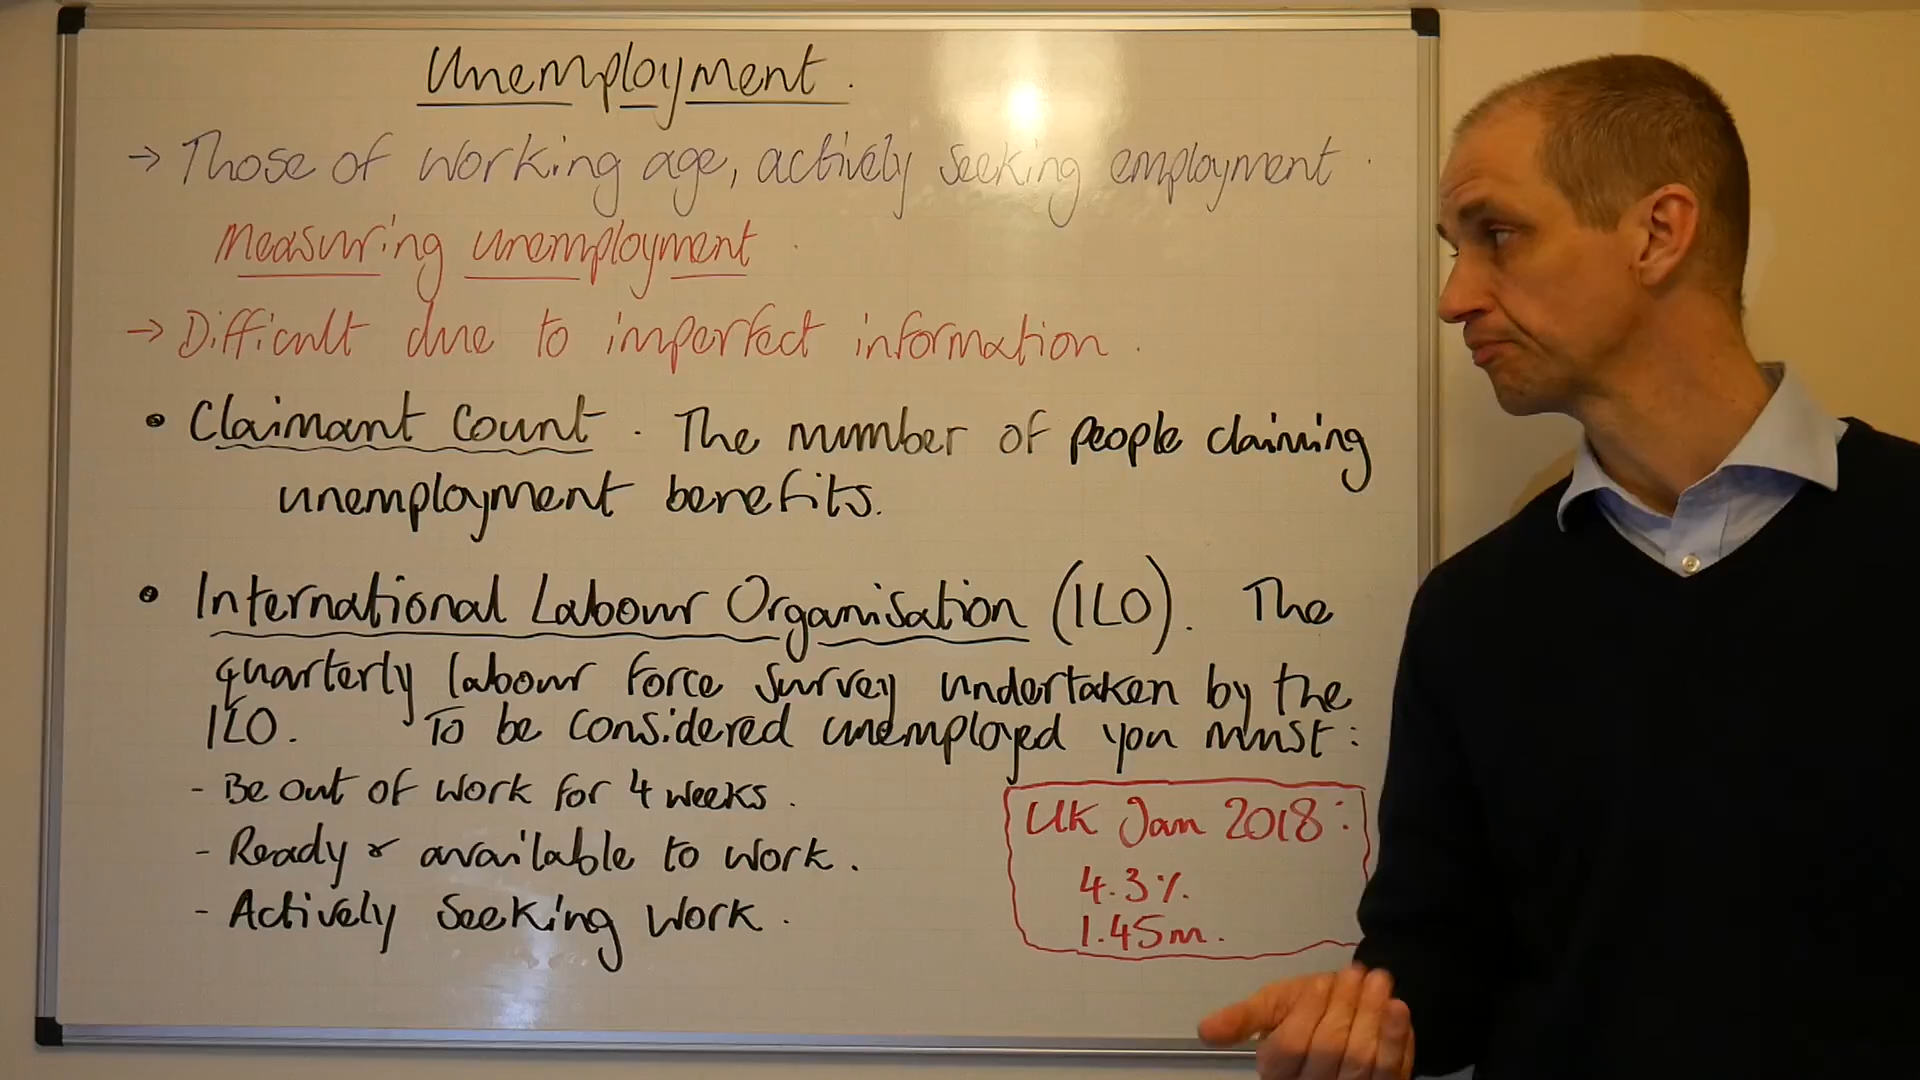 Unemployment.
→ Those of working age, actively seeking employment.
Measuring unemployment.
→ Difficult due to imperfect information.
• Claimant Count. The number of people claiming
unemployment benefits.
• International Labour Organisation (ILO). The
quarterly labour force survey undertaken by the
ILO. To be considered unemployed you must:
- Be out of work for 4 weeks.
- Ready & available to work.
- Actively seeking work.
UK Jan 2018:
4.3%.
1.45m.